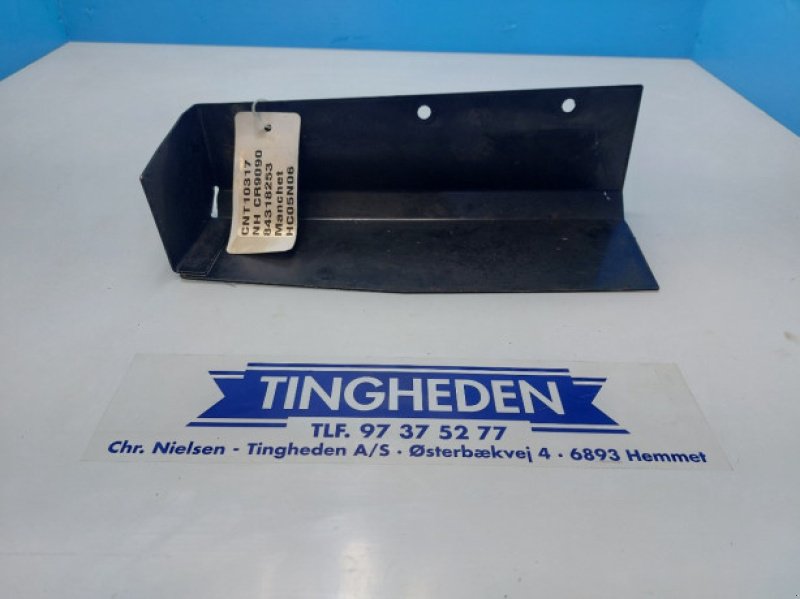 CNT10317
NH CR9090
84318253
Manchet
HC05N06
TINGHEDEN
TLF. 97 37 52 77
Chr. Nielsen - Tingheden A/S · Østerbækvej 4 · 6893 Hemmet